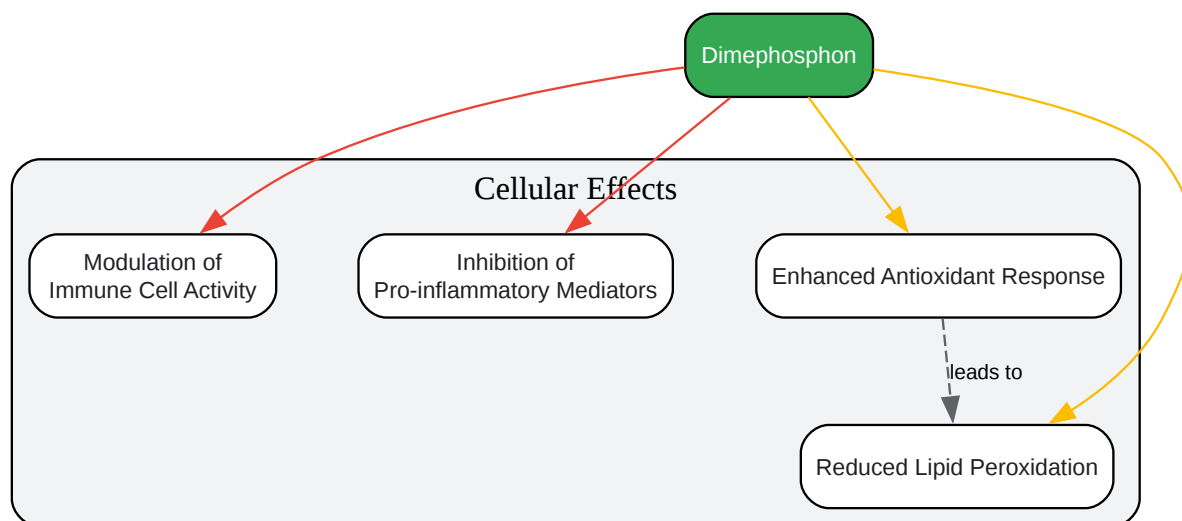 Dimephosphon
Cellular Effects
Modulation of
Immune Cell Activity
Inhibition of
Pro-inflammatory Mediators
Enhanced Antioxidant Response
leads to
Reduced Lipid Peroxidation